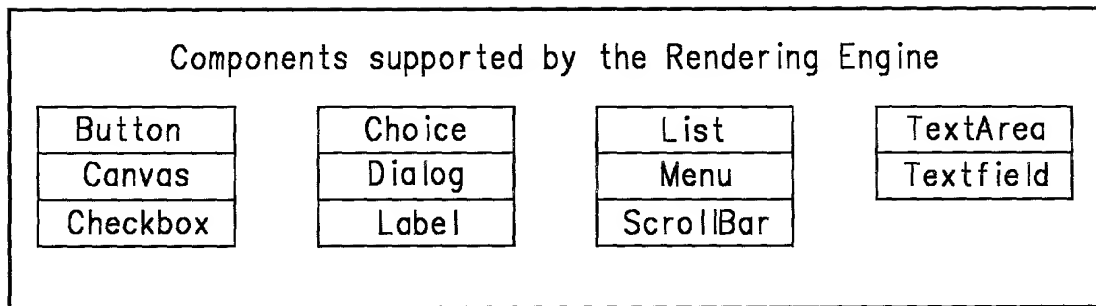 Components supported by the Rendering Engine
Button
Canvas
Checkbox
Choice
Dialog
Label
List
Menu
ScrollBar
TextArea
Textfield